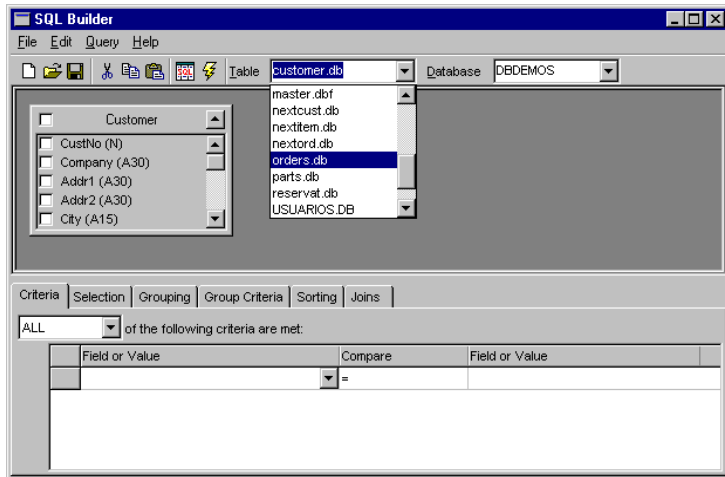 SQL Builder
File Edit Query Help
SQL Table customer.db Database DBDEMOS
master.dbf
nextcust.db
nextitem.db
nextord.db
orders.db
parts.db
reservat.db
USUARIOS.DB
Customer
CustNo (N)
Company (A30)
Addr1 (A30)
Addr2 (A30)
City (A15)
Criteria Selection Grouping Group Criteria Sorting Joins
ALL of the following criteria are met:
Field or Value Compare Field or Value
=